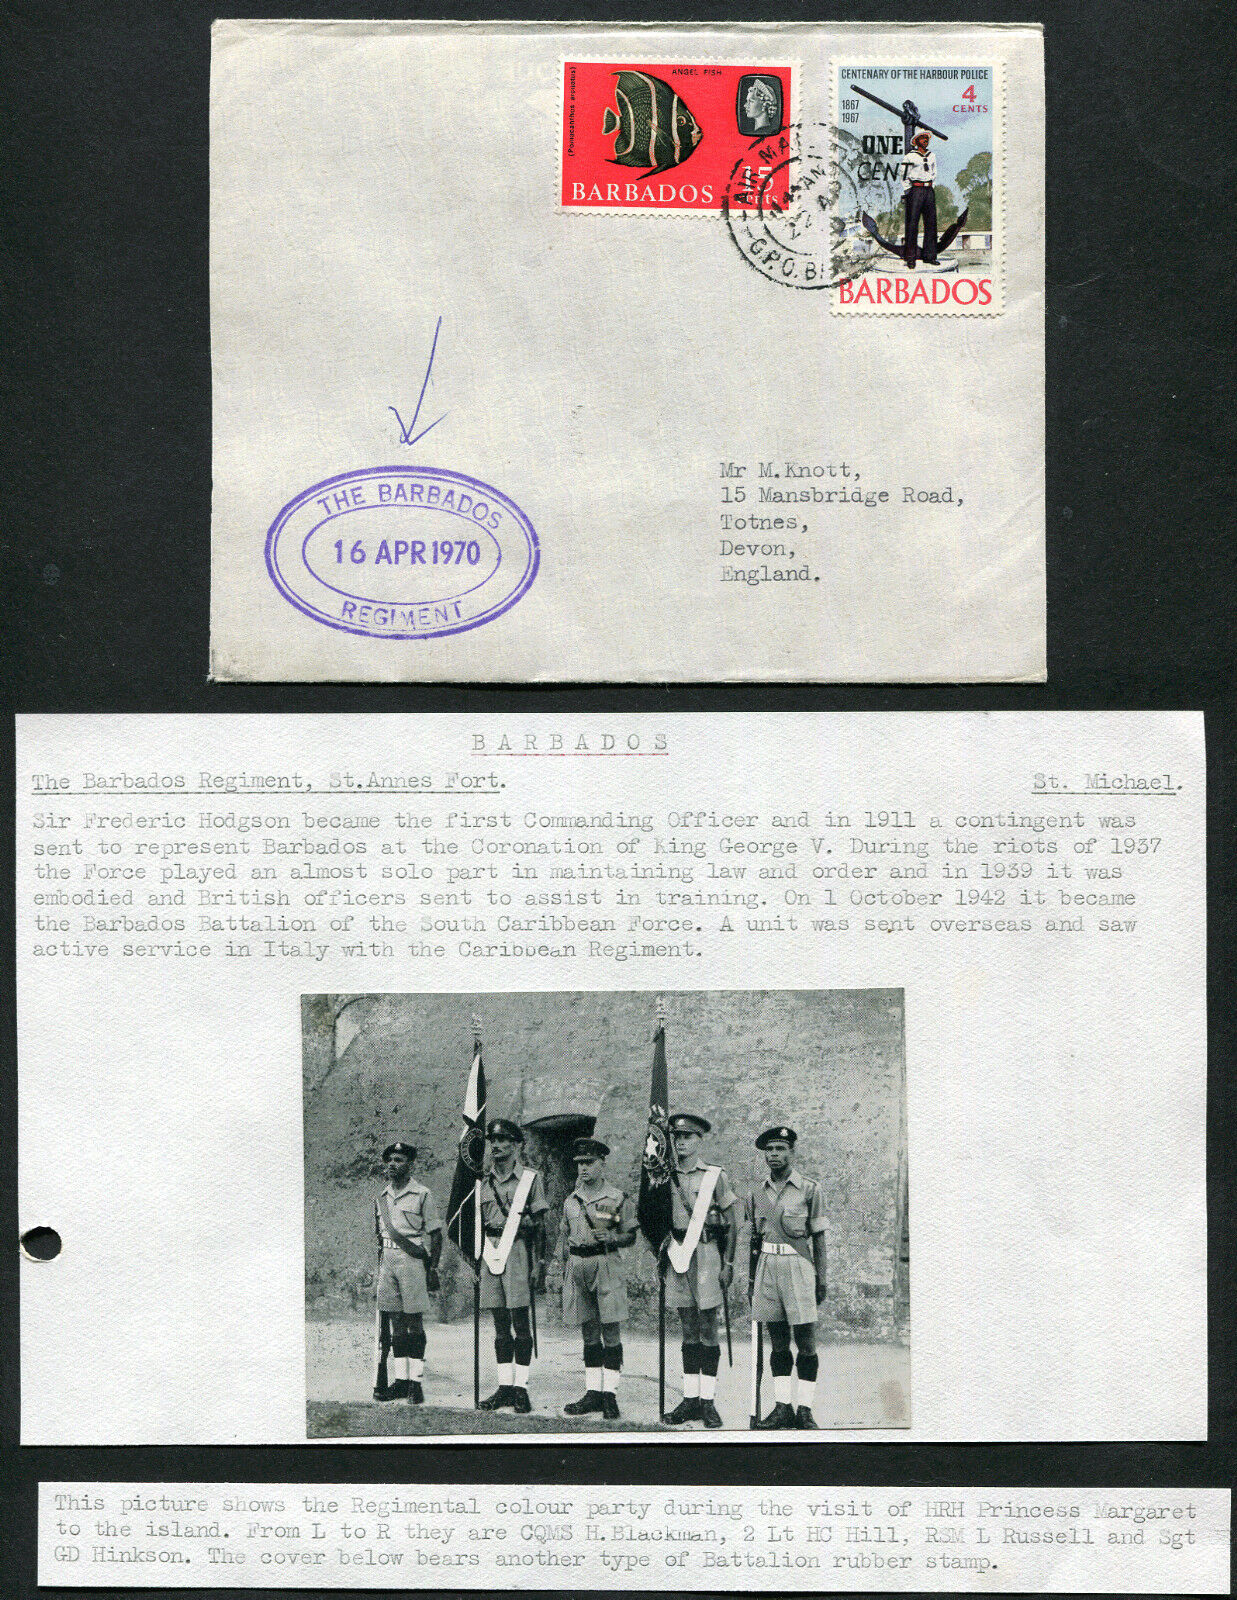 (Pomacanthus arcuatus)
ANGEL FISH
15
cents
BARBADOS
CENTENARY OF THE HARBOUR POLICE
1867
1967
4
CENTS
ONE
CENT
BARBADOS
AIR MA
AM
G.P.O. B
THE BARBADOS
16 APR 1970
REGIMENT
Mr M.Knott,
15 Mansbridge Road,
Totnes,
Devon,
England.
BARBADOS
The Barbados Regiment, St.Annes Fort.
St. Michael.
Sir Frederic Hodgson became the first Commanding Officer and in 1911 a contingent was
sent to represent Barbados at the Coronation of King George V. During the riots of 1937
the Force played an almost solo part in maintaining law and order and in 1939 it was
embodied and British officers sent to assist in training. On 1 October 1942 it became
the Barbados Battalion of the South Caribbean Force. A unit was sent overseas and saw
active service in Italy with the Caribbean Regiment.
This picture shows the Regimental colour party during the visit of HRH Princess Margaret
to the island. From L to R they are CQMS H.Blackman, 2 Lt HC Hill, RSM L Russell and Sgt
GD Hinkson. The cover below bears another type of Battalion rubber stamp.